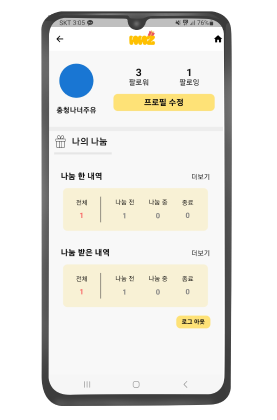 SKT 3:05
76%
3
1
팔로워
팔로잉
충청나녀주유
프로필 수정
나의 나눔
나눔 한 내역
더보기
전체
나눔 전
나눔 중
종료
1
1
0
0
나눔 받은 내역
더보기
전체
나눔 전
나눔 중
종료
1
1
0
0
로그 아웃